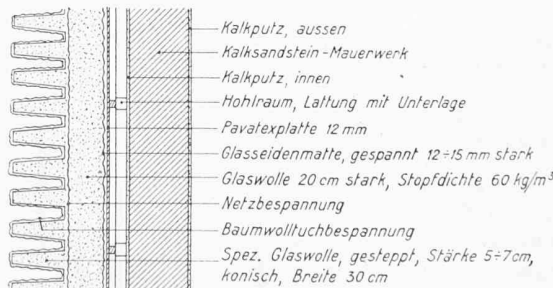 Kalkputz, aussen
Kalksandstein-Mauerwerk
Kalkputz, innen
Hohlraum, Lattung mit Unterlage
Pavatexplatte 12 mm
Glasseidenmatte, gespannt 12÷15 mm stark
Glaswolle 20 cm stark, Stopfdichte 60 kg/m³
Netzbespannung
Baumwolltuchbespannung
Spez. Glaswolle, gesteppt, Stärke 5÷7 cm,
konisch, Breite 30 cm